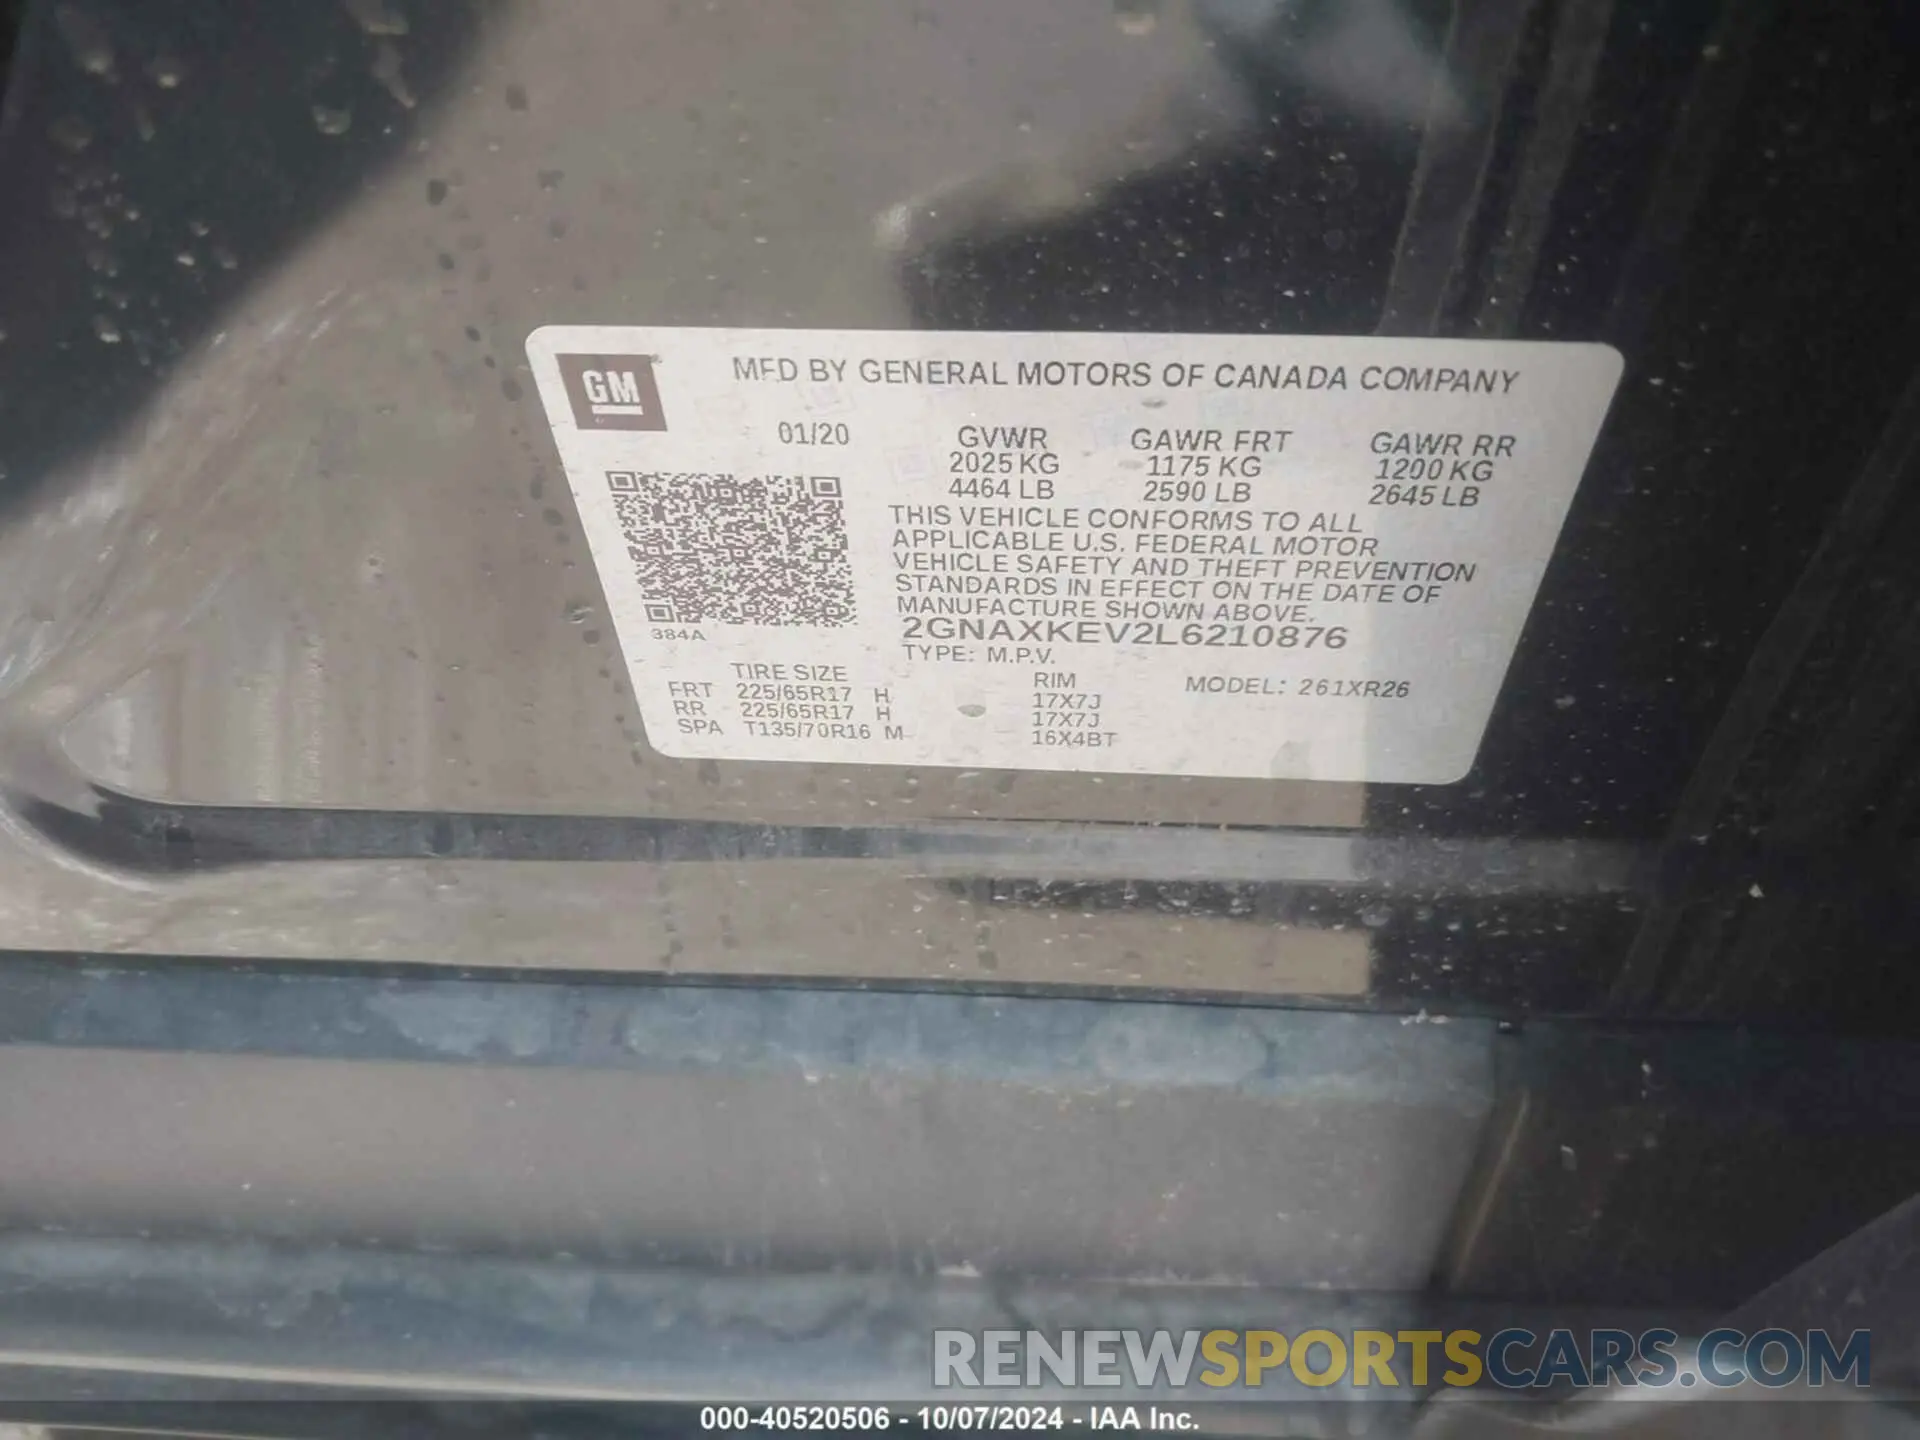 GM
MFD BY GENERAL MOTORS OF CANADA COMPANY
01/20
GVWR GAWR FRT GAWR RR
2025 KG 1175 KG 1200 KG
4464 LB 2590 LB 2645 LB
THIS VEHICLE CONFORMS TO ALL
APPLICABLE U.S. FEDERAL MOTOR
VEHICLE SAFETY AND THEFT PREVENTION
STANDARDS IN EFFECT ON THE DATE OF
MANUFACTURE SHOWN ABOVE.
384A
2GNAXKEV2L6210876
TYPE: M.P.V.
TIRE SIZE RIM MODEL: 261XR26
FRT 225/65R17 H 17X7J
RR 225/65R17 H 17X7J
SPA T135/70R16 M 16X4BT
RENEWSPORTSCARS.COM
000-40520506 - 10/07/2024 - IAA Inc.